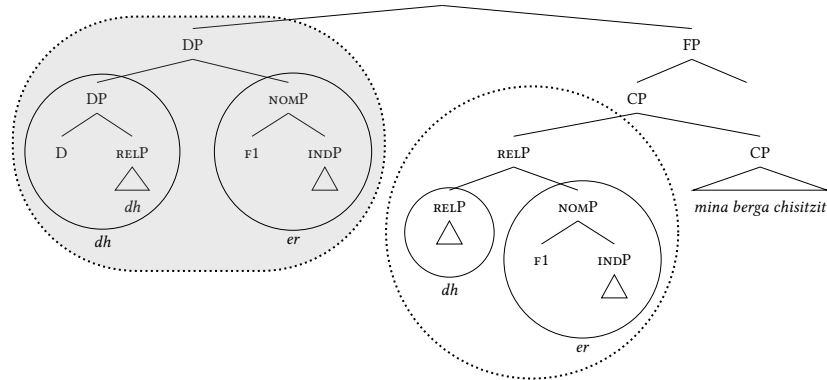 DP FP
DP NOMP CP
D RELP F1 INDP RELP CP
dh RELP NOMP mina berga chisitzit
dh er F1 INDP
dh
er